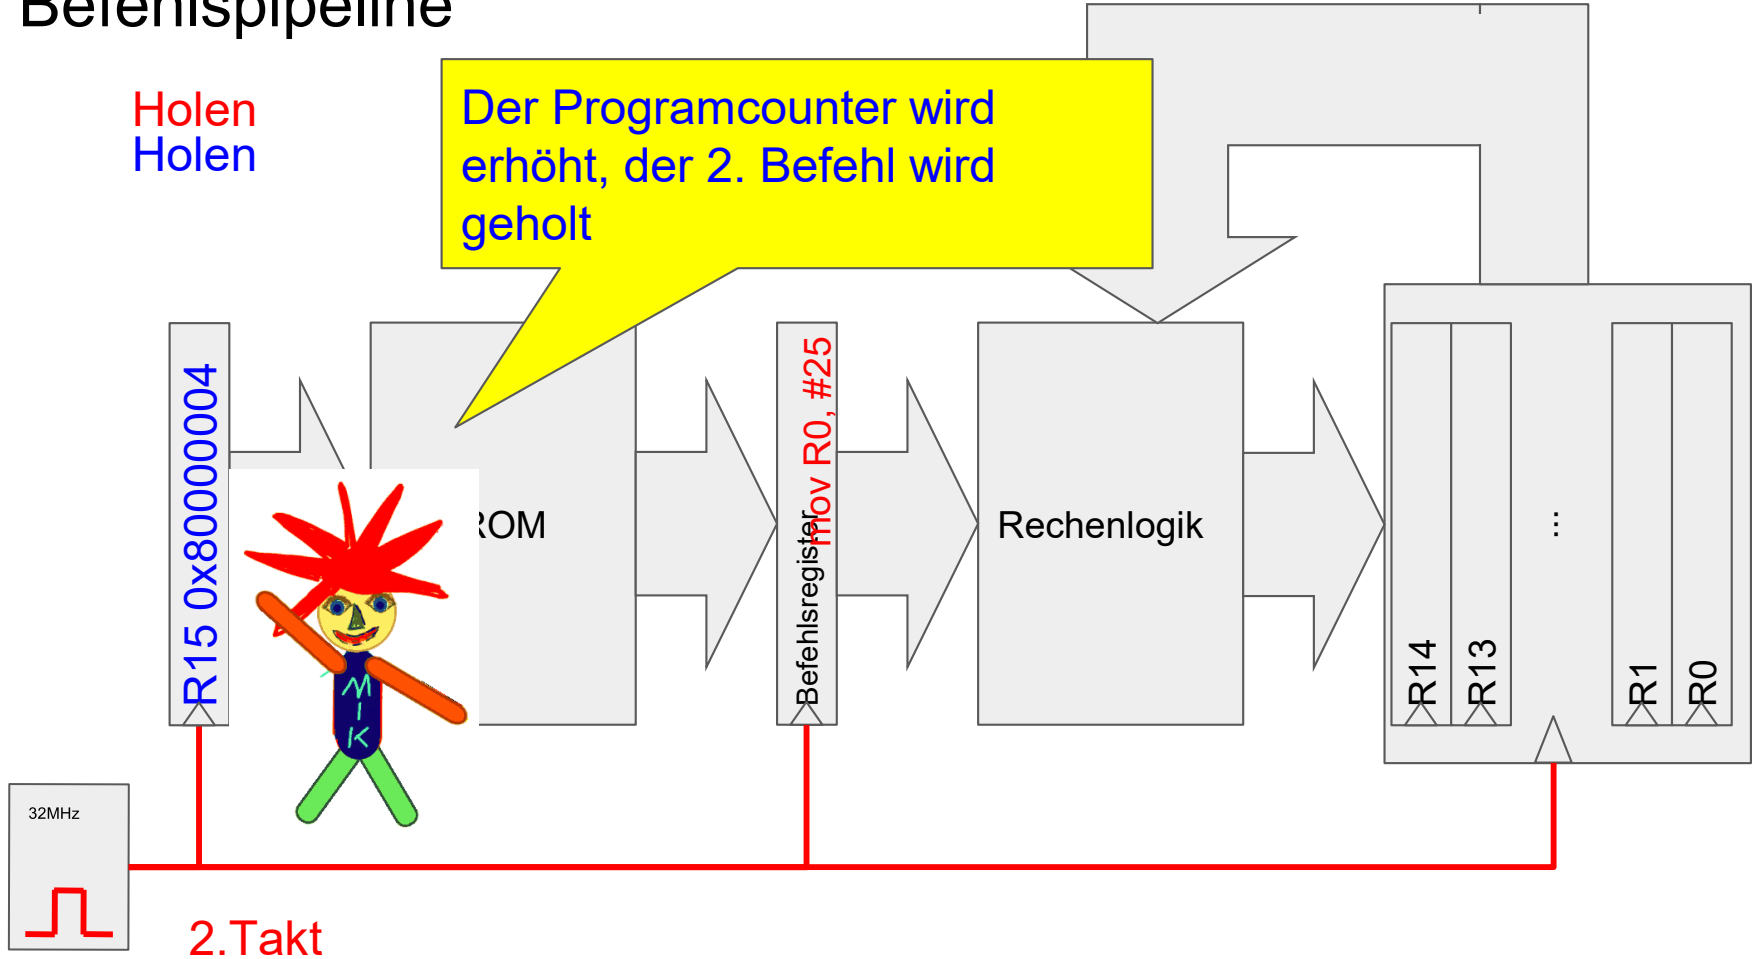 Befehlspipeline
Holen
Holen
Der Programcounter wird
erhöht, der 2. Befehl wird
geholt
R15 0x80000004
ROM
Befehlsregister
mov R0, #25
Rechenlogik
...
R14
R13
R1
R0
MIK
32MHz
2.Takt